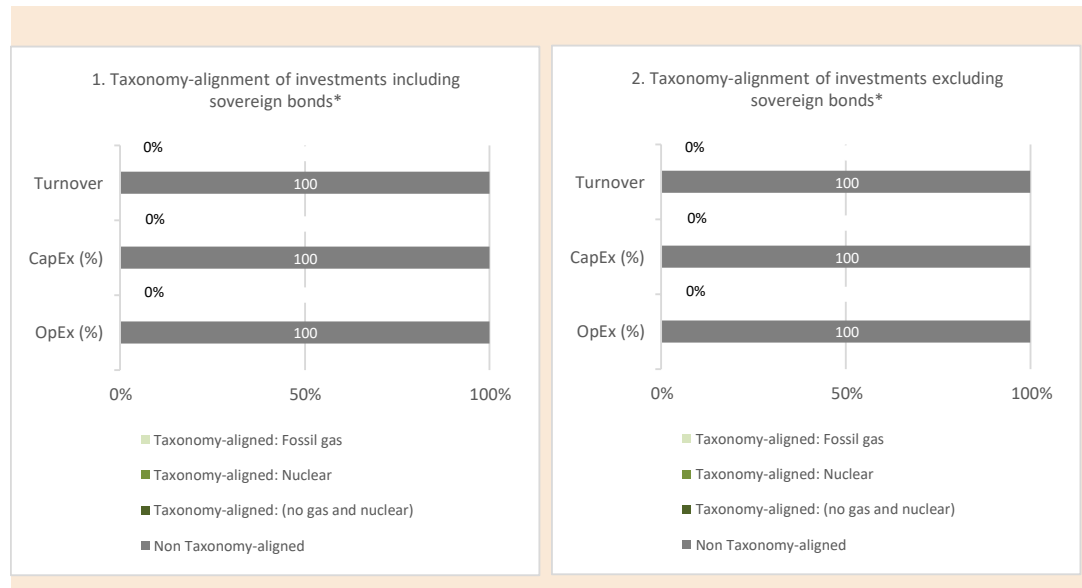 1. Taxonomy-alignment of investments including
sovereign bonds*
0%
Turnover
100
0%
CapEx (%)
100
0%
OpEx (%)
100
0%
50%
100%
Taxonomy-aligned: Fossil gas
Taxonomy-aligned: Nuclear
Taxonomy-aligned: (no gas and nuclear)
Non Taxonomy-aligned
2. Taxonomy-alignment of investments excluding
sovereign bonds*
0%
Turnover
100
0%
CapEx (%)
100
0%
OpEx (%)
100
0%
50%
100%
Taxonomy-aligned: Fossil gas
Taxonomy-aligned: Nuclear
Taxonomy-aligned: (no gas and nuclear)
Non Taxonomy-aligned